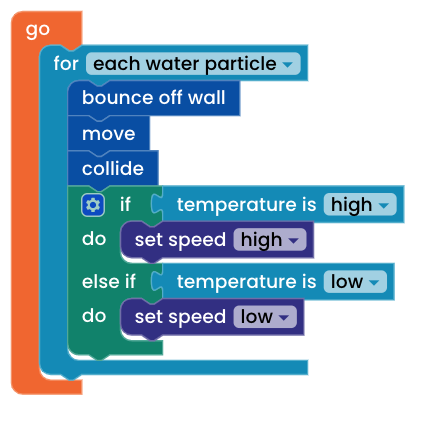 go
for each water particle
bounce off wall
move
collide
if temperature is high
do set speed high
else if temperature is low
do set speed low